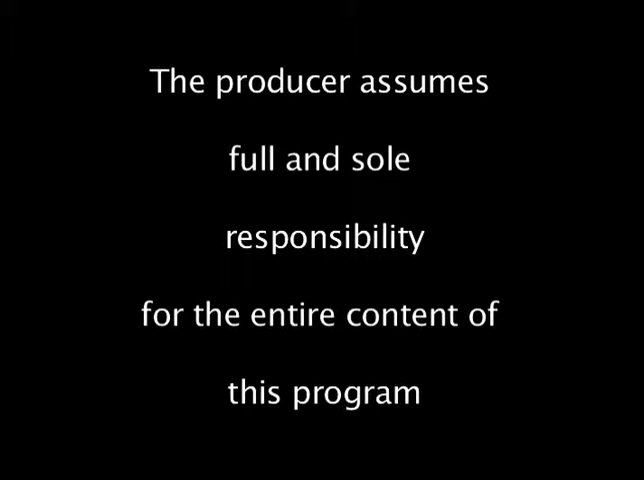 The producer assumes
full and sole
responsibility
for the entire content of
this program